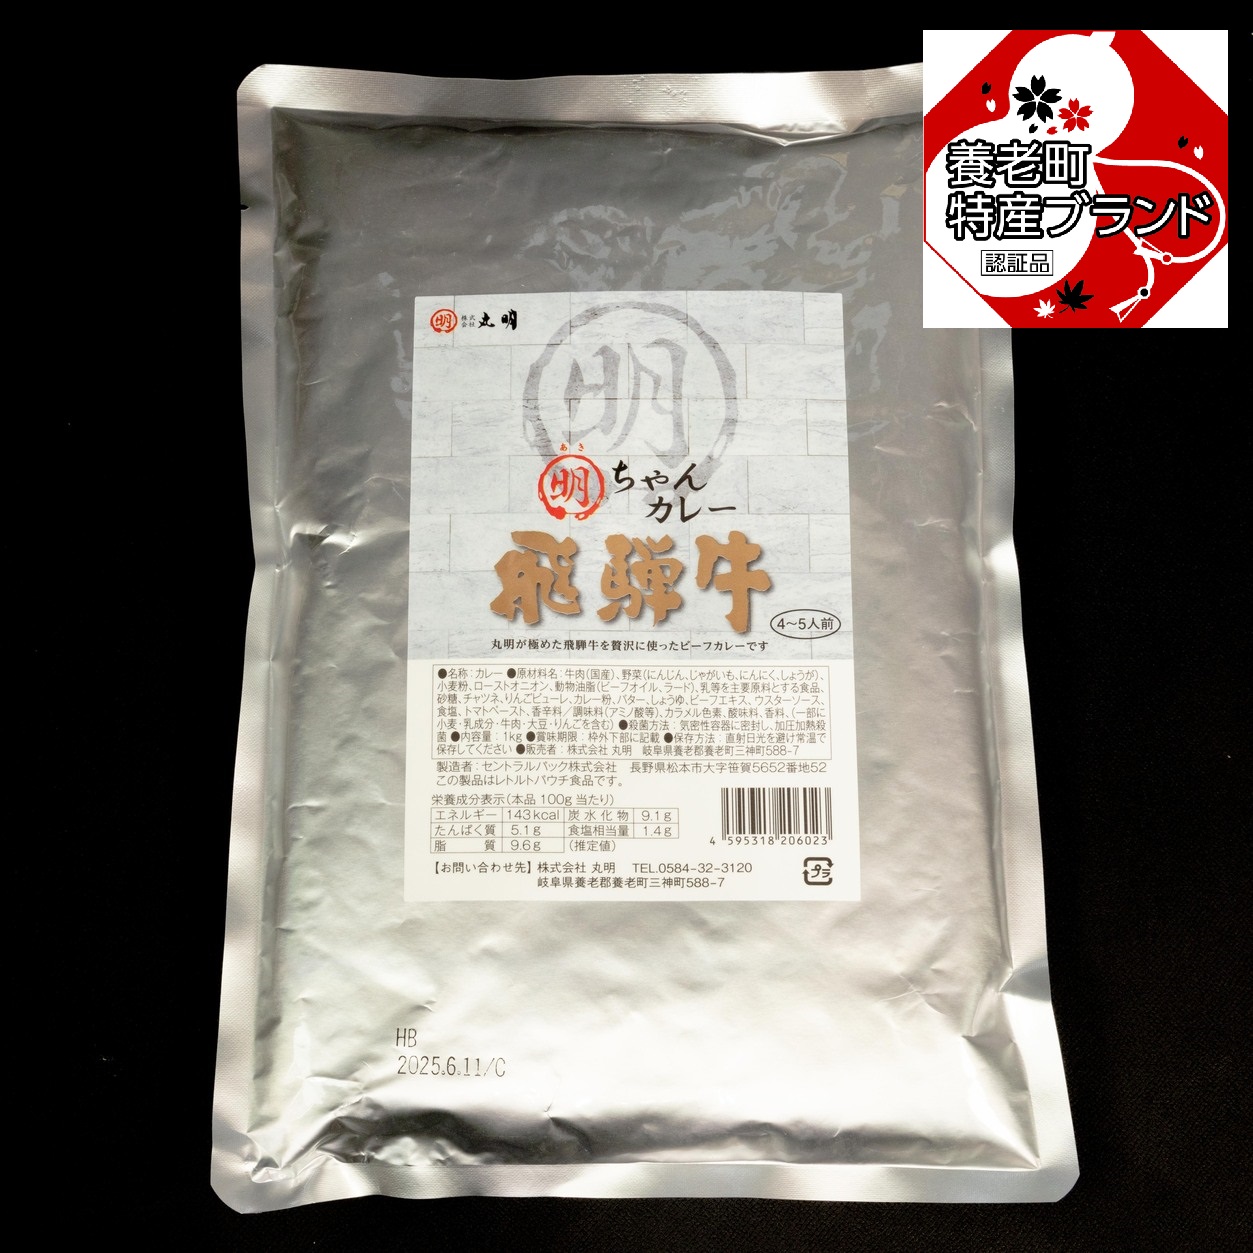 養老町
特産ブランド
認証品
明 株式会社 丸明
明
あき
明ちゃん
カレー
飛騨牛
4～5人前
丸明が極めた飛騨牛を贅沢に使ったビーフカレーです
●名称：カレー ●原材料名：牛肉(国産)、野菜(にんじん、じゃがいも、にんにく、しょうが)、
小麦粉、ローストオニオン、動物油脂(ビーフオイル、ラード)、乳等を主要原料とする食品、
砂糖、チャツネ、りんごピューレ、カレー粉、バター、しょうゆ、ビーフエキス、ウスターソース、
食塩、トマトペースト、香辛料／調味料(アミノ酸等)、カラメル色素、酸味料、香料、(一部に
小麦・乳成分・牛肉・大豆・りんごを含む) ●殺菌方法：気密性容器に密封し、加圧加熱殺
菌 ●内容量：1kg ●賞味期限：枠外下部に記載 ●保存方法：直射日光を避け常温で
保存してください ●販売者：株式会社 丸明 岐阜県養老郡養老町三神町588-7
製造者：セントラルパック株式会社 長野県松本市大字笹賀5652番地52
この製品はレトルトパウチ食品です。
栄養成分表示(本品100g当たり)
エネルギー 143kcal 炭水化物 9.1g
たんぱく質 5.1g 食塩相当量 1.4g
脂質 9.6g (推定値)
4 595318 206023
【お問い合わせ先】株式会社 丸明 TEL.0584-32-3120
岐阜県養老郡養老町三神町588-7
プラ
HB
2025.6.11/C